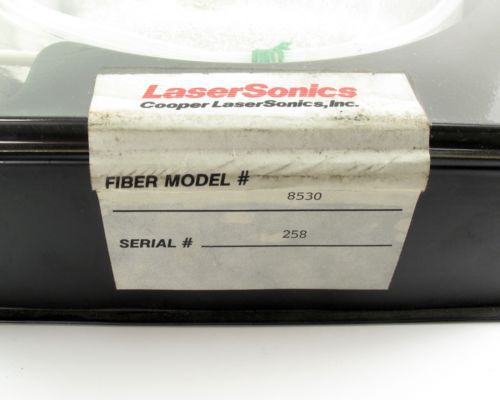 LaserSonics
Cooper LaserSonics, Inc.
FIBER MODEL #
8530
SERIAL # 258